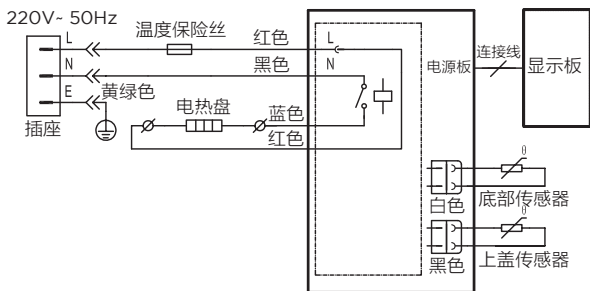 220V~ 50Hz
L
温度保险丝
红色
L
N
黑色
N
电源板
连接线
显示板
E
黄绿色
电热盘
蓝色
插座
红色
θ
白色
底部传感器
θ
黑色
上盖传感器